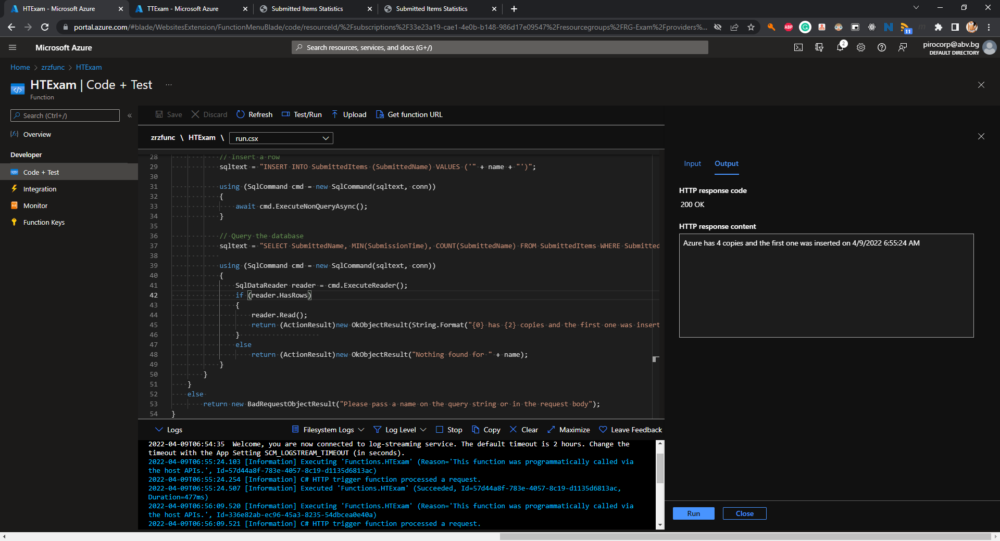 HTExam - Microsoft Azure
TTExam - Microsoft Azure
Submitted Items Statistics
Submitted Items Statistics
portal.azure.com/#blade/WebsitesExtension/FunctionMenuBlade/code/resourceId/%2Fsubscriptions%2F33e23a19-cae1-4e0b-b148-986d17e09547%2Fresourcegroups%2FRG-Exam%2Fproviders%...
ABP
11
Microsoft Azure
Search resources, services, and docs (G+/)
2
pirocorp@abv.bg
DEFAULT DIRECTORY
Home > zrzfunc > HTExam
HTExam | Code + Test ...
Function
Search (Ctrl+/)
«
Save
Discard
Refresh
Test/Run
Upload
Get function URL
Overview
Developer
Code + Test
Integration
Monitor
Function Keys
zrzfunc \ HTExam \ run.csx
28 // Insert a row
29 sqltext = "INSERT INTO SubmittedItems (SubmittedName) VALUES ('" + name + "')";
30
31 using (SqlCommand cmd = new SqlCommand(sqltext, conn))
32 {
33 await cmd.ExecuteNonQueryAsync();
34 }
35
36 // Query the database
37 sqltext = "SELECT SubmittedName, MIN(SubmissionTime), COUNT(SubmittedName) FROM SubmittedItems WHERE Submitted
38
39 using (SqlCommand cmd = new SqlCommand(sqltext, conn))
40 {
41 SqlDataReader reader = cmd.ExecuteReader();
42 if (reader.HasRows)
43 {
44 reader.Read();
45 return (ActionResult)new OkObjectResult(String.Format("{0} has {2} copies and the first one was insert
46 }
47 else
48 return (ActionResult)new OkObjectResult("Nothing found for " + name);
49 }
50 }
51 }
52 else
53 return new BadRequestObjectResult("Please pass a name on the query string or in the request body");
54 }
Logs
Filesystem Logs
Log Level
Stop
Copy
Clear
Maximize
Leave Feedback
2022-04-09T06:54:35 Welcome, you are now connected to log-streaming service. The default timeout is 2 hours. Change the
timeout with the App Setting SCM_LOGSTREAM_TIMEOUT (in seconds).
2022-04-09T06:55:24.103 [Information] Executing 'Functions.HTExam' (Reason='This function was programmatically called via
the host APIs.', Id=57d44a8f-783e-4057-8c19-d1135d6813ac)
2022-04-09T06:55:24.254 [Information] C# HTTP trigger function processed a request.
2022-04-09T06:55:24.507 [Information] Executed 'Functions.HTExam' (Succeeded, Id=57d44a8f-783e-4057-8c19-d1135d6813ac,
Duration=477ms)
2022-04-09T06:56:09.520 [Information] Executing 'Functions.HTExam' (Reason='This function was programmatically called via
the host APIs.', Id=336e82ab-ec96-45a3-8235-54dbcea0e40a)
2022-04-09T06:56:09.521 [Information] C# HTTP trigger function processed a request.
Input
Output
HTTP response code
200 OK
HTTP response content
Azure has 4 copies and the first one was inserted on 4/9/2022 6:55:24 AM
Run
Close